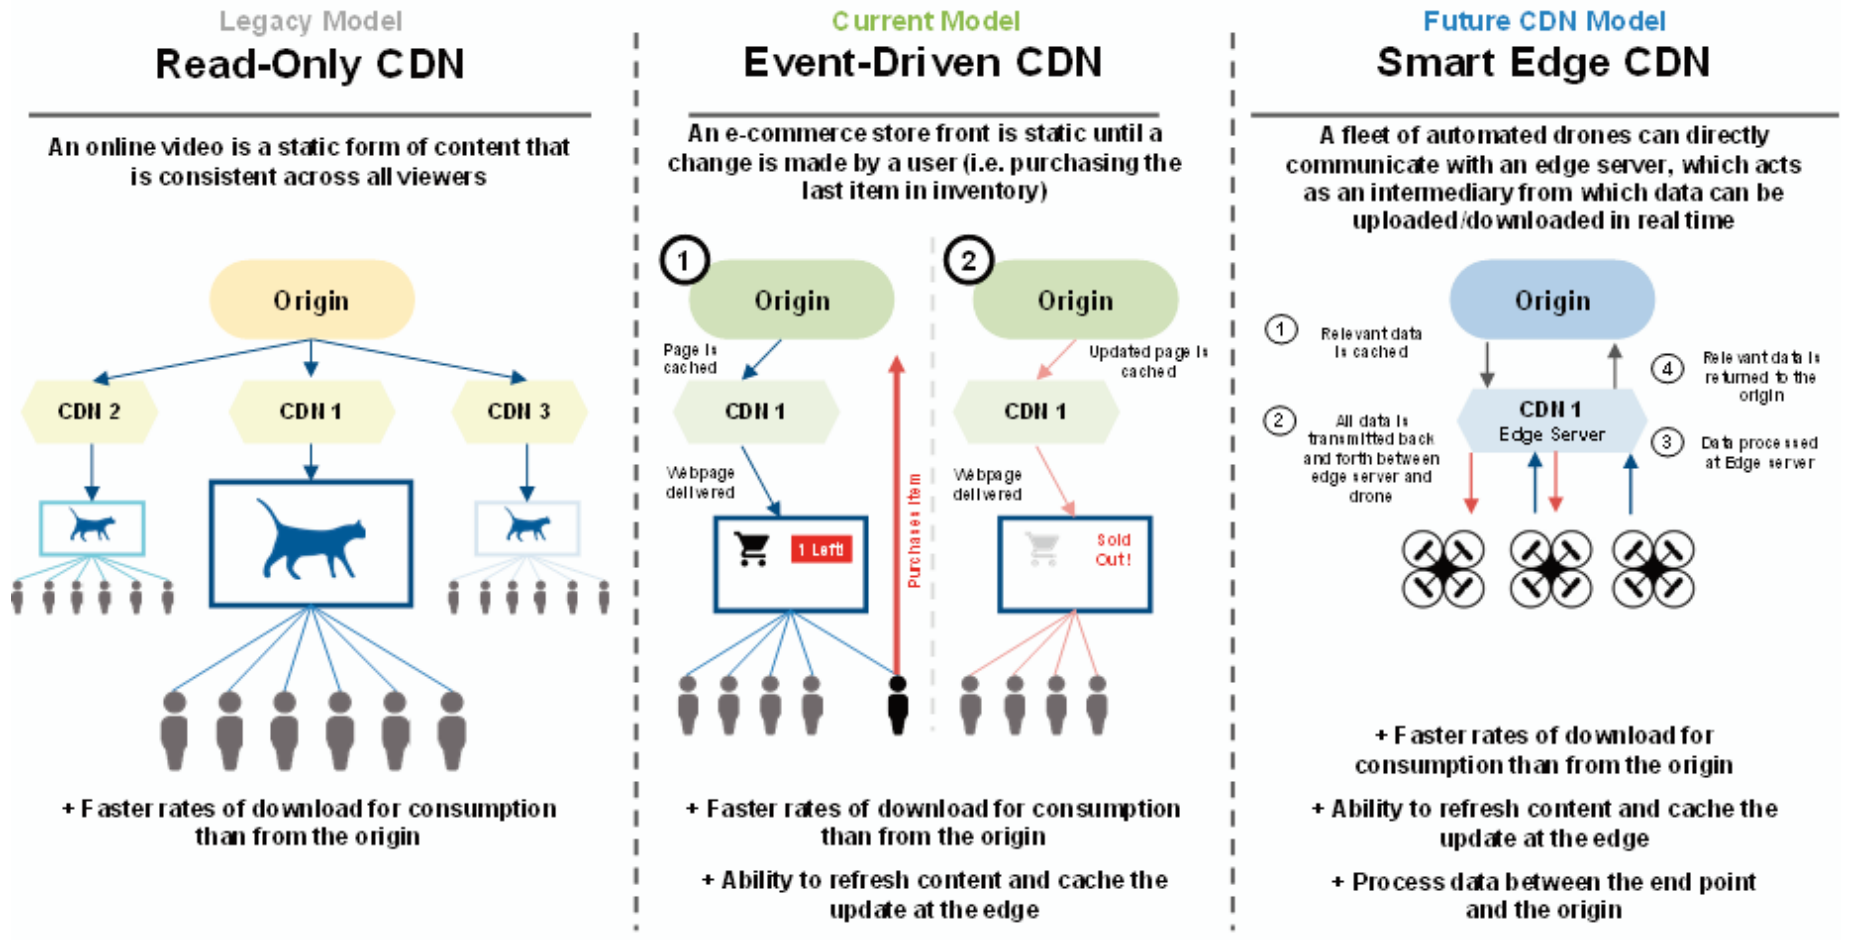 Legacy Model
Read-Only CDN
An online video is a static form of content that
is consistent across all viewers
Origin
CDN 2
CDN 1
CDN 3
+ Faster rates of download for consumption
than from the origin
Current Model
Event-Driven CDN
An e-commerce store front is static until a
change is made by a user (i.e. purchasing the
last item in inventory)
1
Origin
Page is
cached
CDN 1
Webpage
delivered
1 Left!
Purchases Item
2
Origin
Updated page is
cached
CDN 1
Webpage
delivered
Sold
Out!
+ Faster rates of download for consumption
than from the origin
+ Ability to refresh content and cache the
update at the edge
Future CDN Model
Smart Edge CDN
A fleet of automated drones can directly
communicate with an edge server, which acts
as an intermediary from which data can be
uploaded/downloaded in real time
Origin
1
Relevant data
is cached
CDN 1
Edge Server
2
All data is
transmitted back
and forth between
edge server and
drone
3
Data processed
at Edge server
4
Relevant data is
returned to the
origin
+ Faster rates of download for
consumption than from the origin
+ Ability to refresh content and cache the
update at the edge
+ Process data between the end point
and the origin